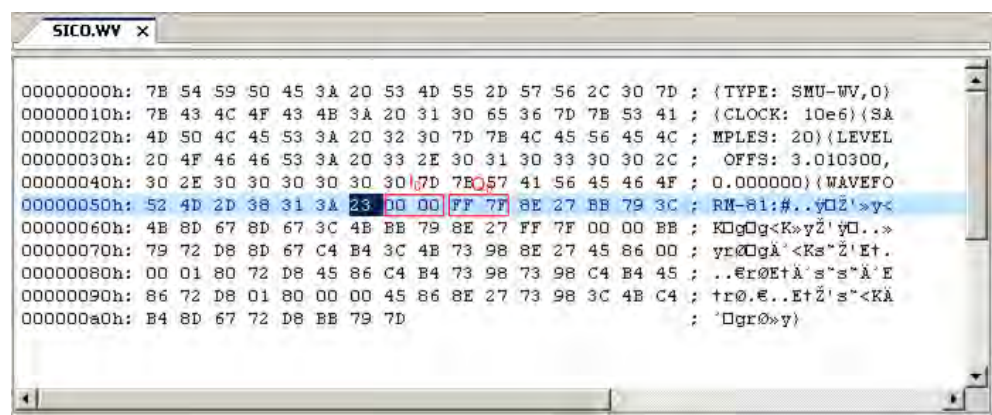 SICO.WV ×
00000000h: 7B 54 59 50 45 3A 20 53 4D 55 2D 57 56 2C 30 7D ; {TYPE: SMU-WV,0}
00000010h: 7B 43 4C 4F 43 4B 3A 20 31 30 65 36 7D 7B 53 41 ; {CLOCK: 10e6}{SA
00000020h: 4D 50 4C 45 53 3A 20 32 30 7D 7B 4C 45 56 45 4C ; MPLES: 20}{LEVEL
00000030h: 20 4F 46 46 53 3A 20 33 2E 30 31 30 33 30 30 2C ;  OFFS: 3.010300,
00000040h: 30 2E 30 30 30 30 30 30 7D 7B 57 41 56 45 46 4F ; 0.000000}{WAVEFO
I0 Q0
00000050h: 52 4D 2D 38 31 3A 23 00 00 FF 7F 8E 27 BB 79 3C ; RM-81:#..ÿ□Ž'»y<
00000060h: 4B 8D 67 8D 67 3C 4B BB 79 8E 27 FF 7F 00 00 BB ; K□g□g<K»yŽ'ÿ□..»
00000070h: 79 72 D8 8D 67 C4 B4 3C 4B 73 98 8E 27 45 86 00 ; yrØ□gÄ´<Ks˜Ž'E†.
00000080h: 00 01 80 72 D8 45 86 C4 B4 73 98 73 98 C4 B4 45 ; ..€rØE†Ä´s˜s˜Ä´E
00000090h: 86 72 D8 01 80 00 00 45 86 8E 27 73 98 3C 4B C4 ; †rØ.€..E†Ž's˜<KÄ
000000a0h: B4 8D 67 72 D8 BB 79 7D ; ´□grØ»y}